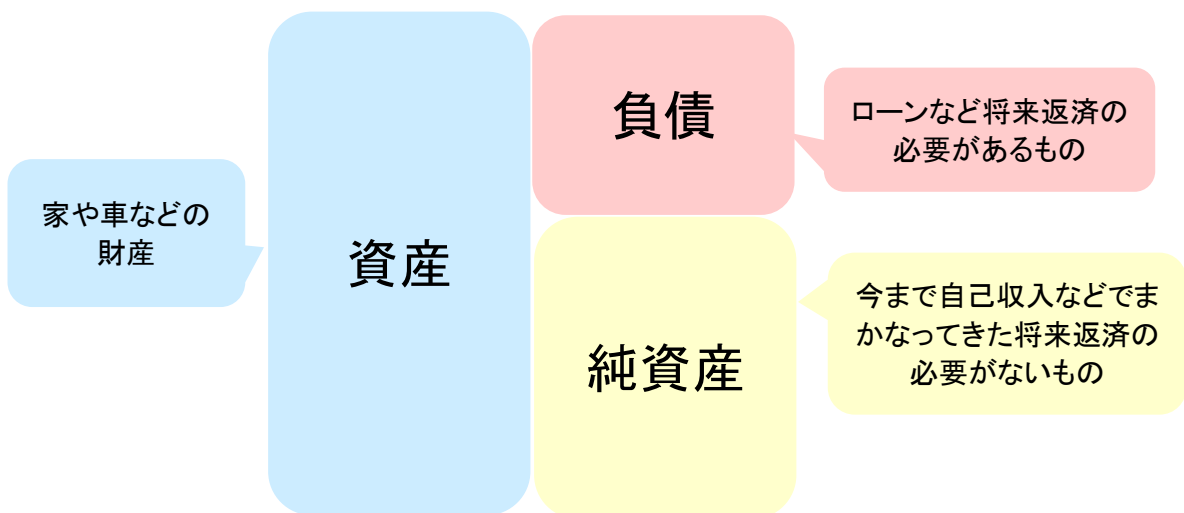 家や車などの
財産
資産
負債
ローンなど将来返済の
必要があるもの
純資産
今まで自己収入などでま
かなってきた将来返済の
必要がないもの